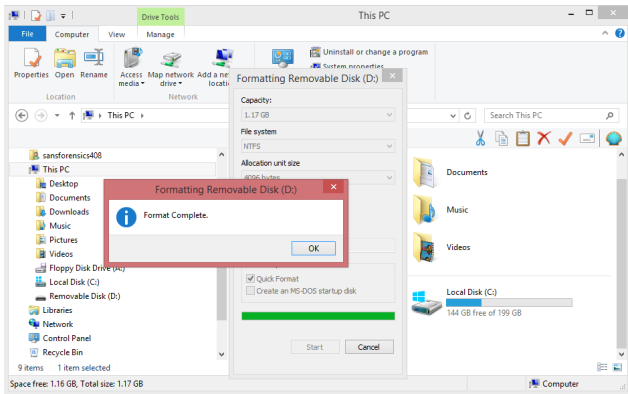 Drive Tools
This PC
File
Computer
View
Manage
Properties
Open
Rename
Access media
Map network drive
Add a ne
locati
Uninstall or change a program
System properties
Location
Network
This PC
Search This PC
sansforensics408
This PC
Desktop
Documents
Downloads
Music
Pictures
Videos
Floppy Disk Drive (A:)
Local Disk (C:)
Removable Disk (D:)
Libraries
Network
Control Panel
Recycle Bin
Formatting Removable Disk (D:)
Capacity:
1.17 GB
File system
NTFS
Allocation unit size
4096 bytes
Formatting Removable Disk (D:)
Format Complete.
OK
Quick Format
Create an MS-DOS startup disk
Start
Cancel
Documents
Music
Videos
Local Disk (C:)
144 GB free of 199 GB
9 items
1 item selected
Space free: 1.16 GB, Total size: 1.17 GB
Computer